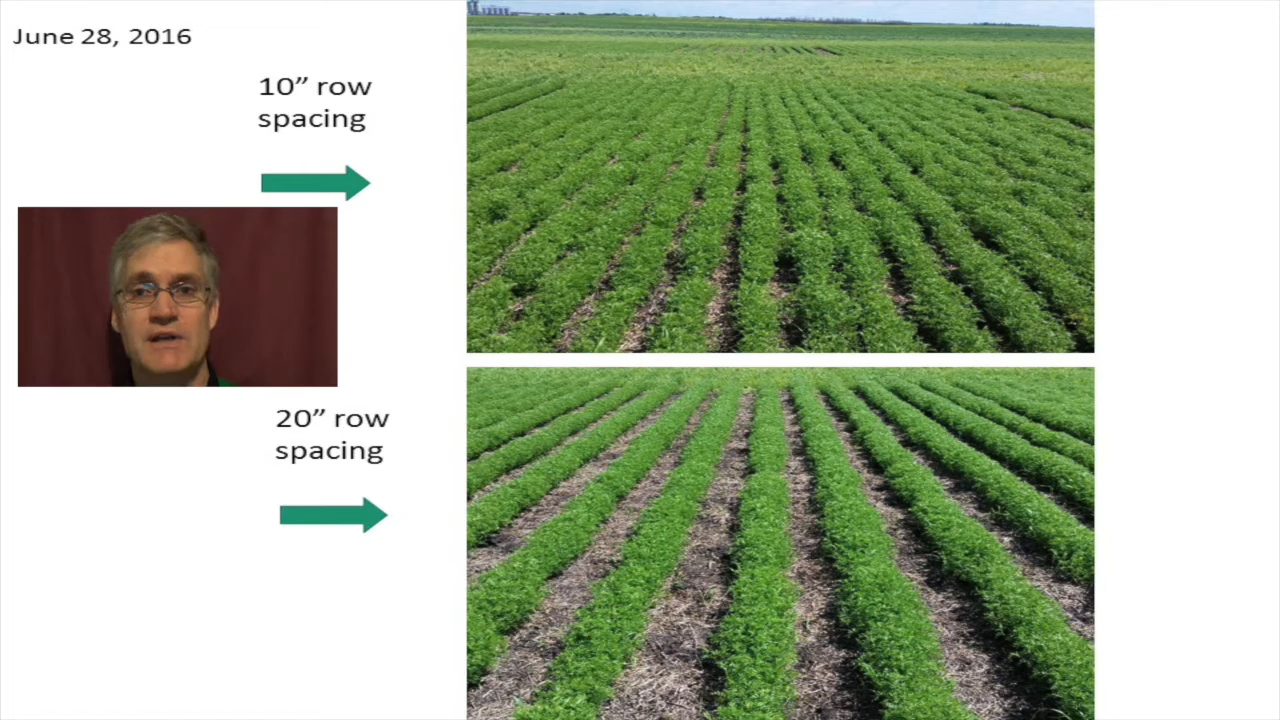 June 28, 2016
10” row
spacing
20” row
spacing